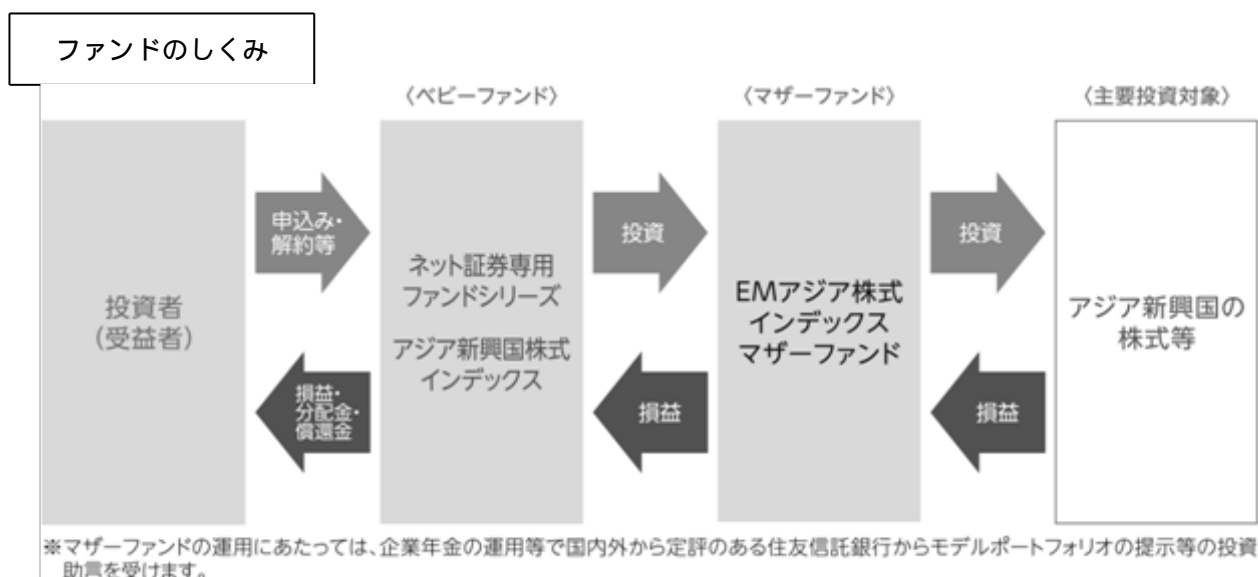 ファンドのしくみ
〈ベビーファンド〉
〈マザーファンド〉
〈主要投資対象〉
投資者
(受益者)
申込み・
解約等
損益・
分配金・
償還金
ネット証券専用
ファンドシリーズ
アジア新興国株式
インデックス
投資
損益
EMアジア株式
インデックス
マザーファンド
投資
損益
アジア新興国の
株式等
※マザーファンドの運用にあたっては、企業年金の運用等で国内外から定評のある住友信託銀行からモデルポートフォリオの提示等の投資
助言を受けます。